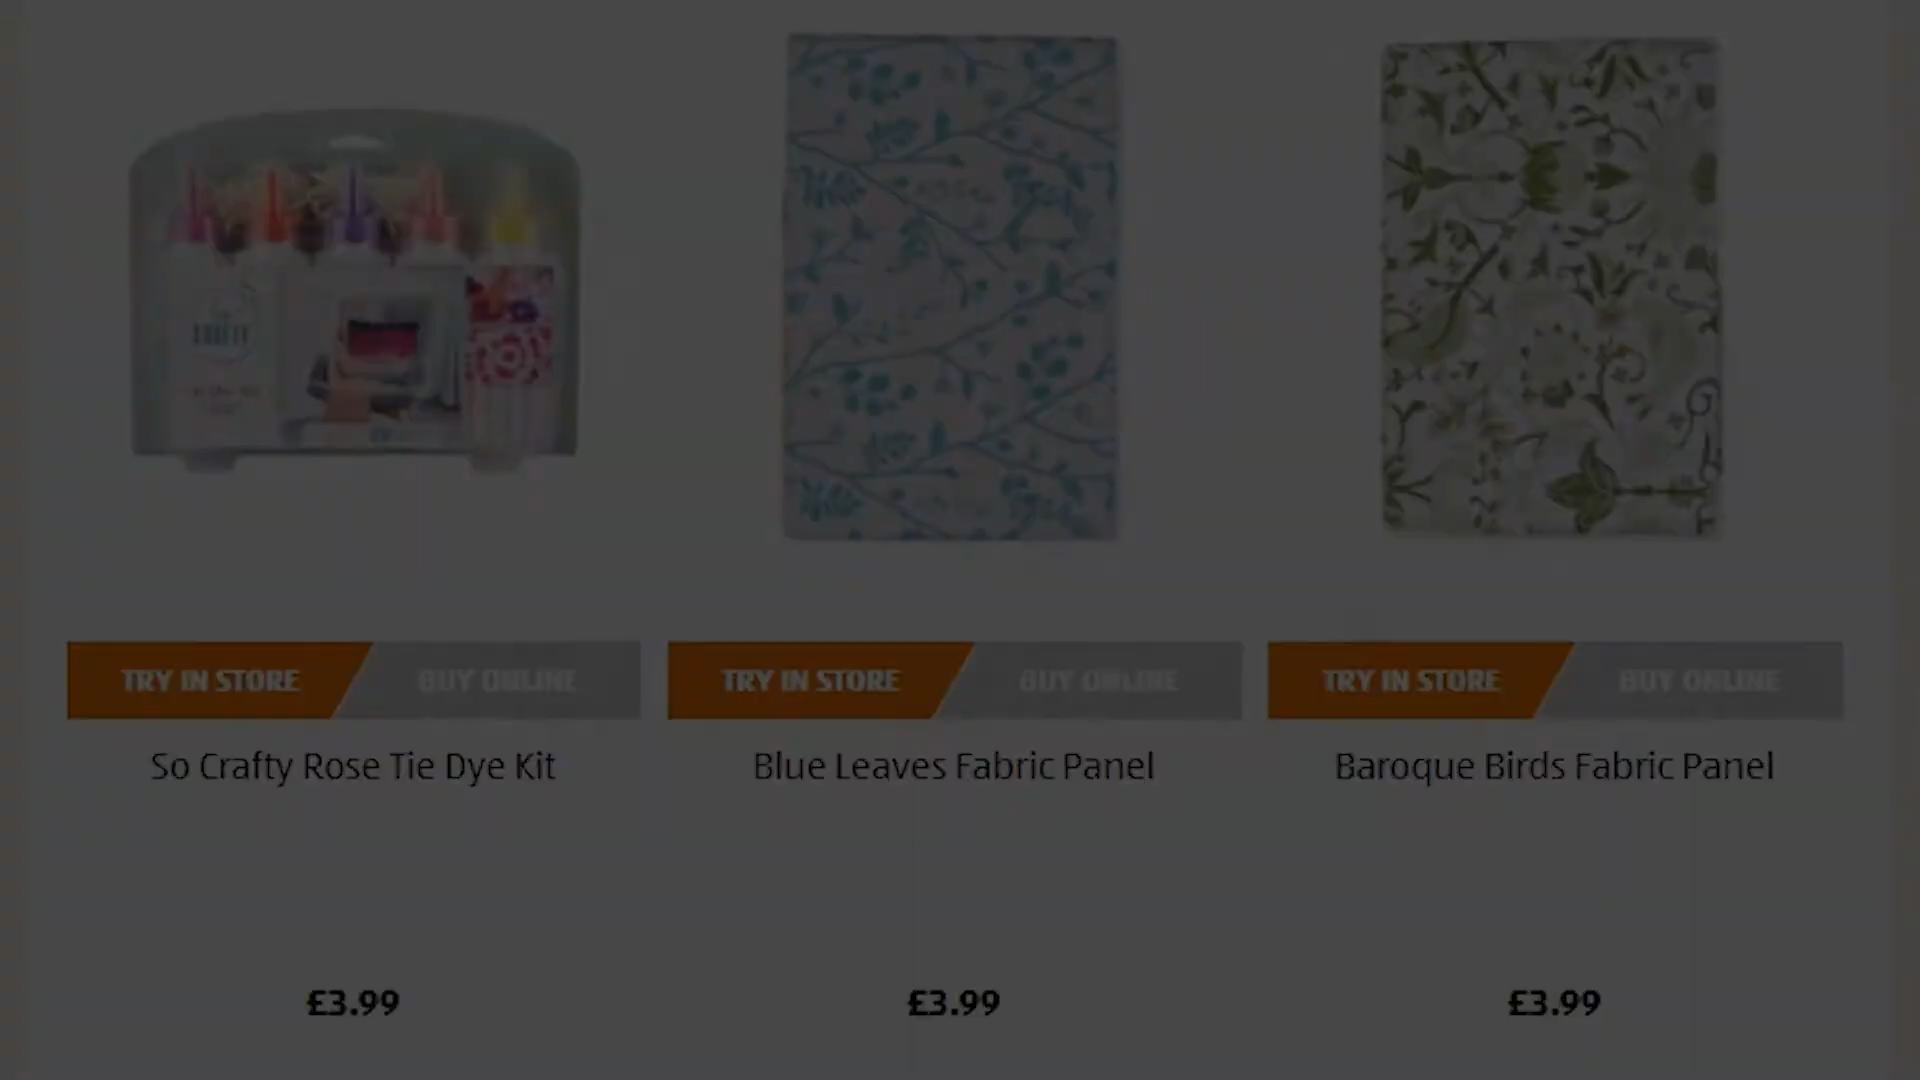 TRY IN STORE BUY ONLINE TRY IN STORE BUY ONLINE TRY IN STORE BUY ONLINE
So Crafty Rose Tie Dye Kit Blue Leaves Fabric Panel Baroque Birds Fabric Panel
£3.99 £3.99 £3.99